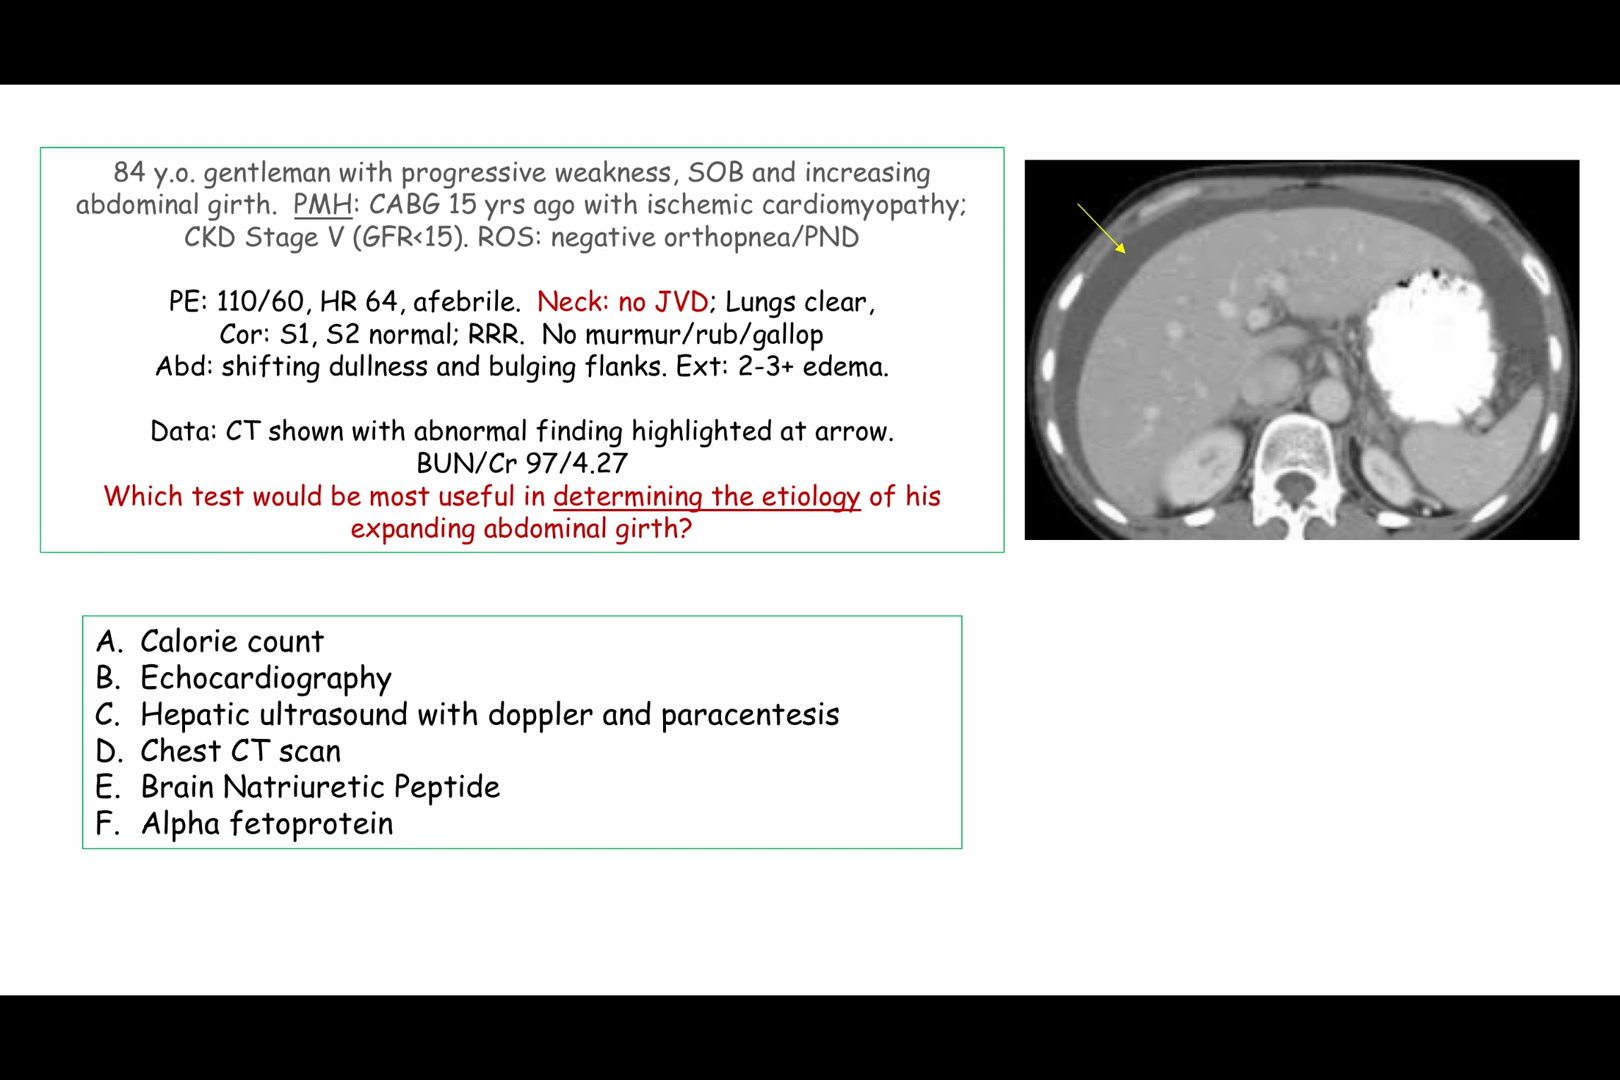 84 y.o. gentleman with progressive weakness, SOB and increasing
abdominal girth.  PMH: CABG 15 yrs ago with ischemic cardiomyopathy;
CKD Stage V (GFR<15). ROS: negative orthopnea/PND
PE: 110/60, HR 64, afebrile.  Neck: no JVD; Lungs clear,
Cor: S1, S2 normal; RRR.  No murmur/rub/gallop
Abd: shifting dullness and bulging flanks. Ext: 2-3+ edema.
Data: CT shown with abnormal finding highlighted at arrow.
BUN/Cr 97/4.27
Which test would be most useful in determining the etiology of his
expanding abdominal girth?
A. Calorie count
B. Echocardiography
C. Hepatic ultrasound with doppler and paracentesis
D. Chest CT scan
E. Brain Natriuretic Peptide
F. Alpha fetoprotein